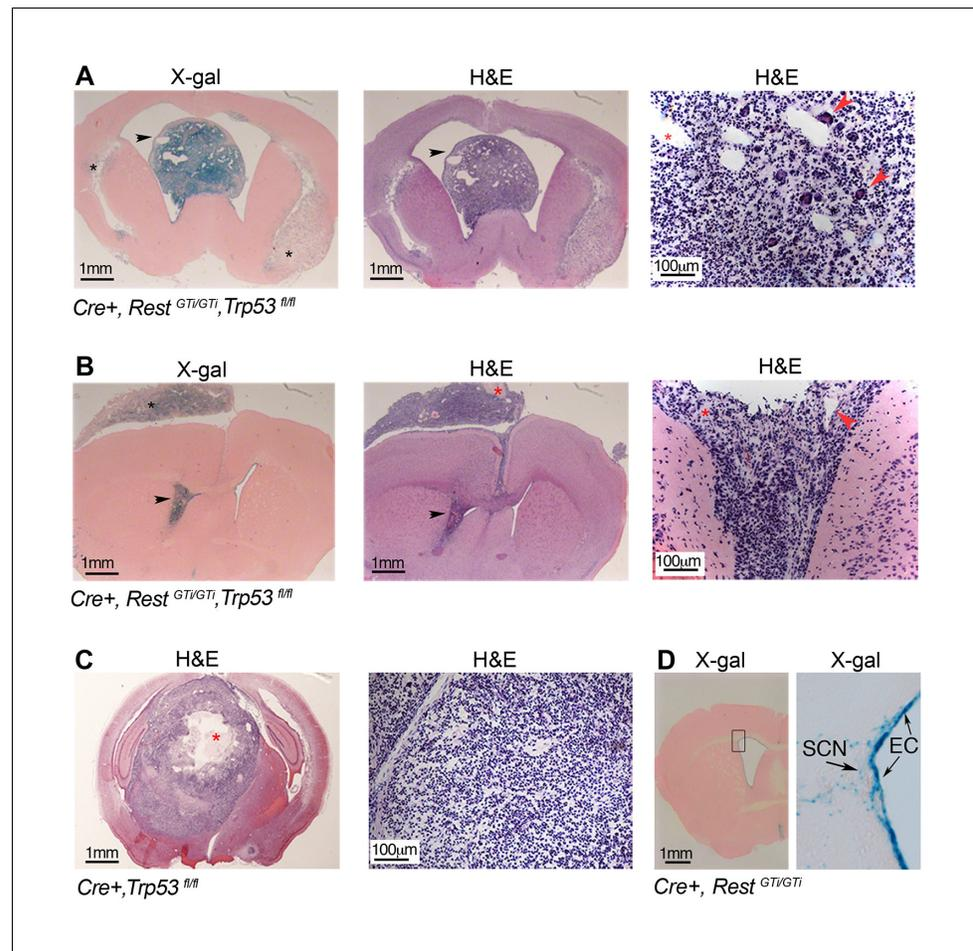 A
X-gal H&E H&E
* * *
1mm 1mm 100μm
Cre+, Rest GTi/GTi,Trp53 fl/fl
B
X-gal H&E H&E
* * *
1mm 1mm 100μm
Cre+, Rest GTi/GTi,Trp53 fl/fl
C
H&E H&E
*
1mm 100μm
Cre+,Trp53 fl/fl
D
X-gal X-gal
SCN EC
1mm
Cre+, Rest GTi/GTi